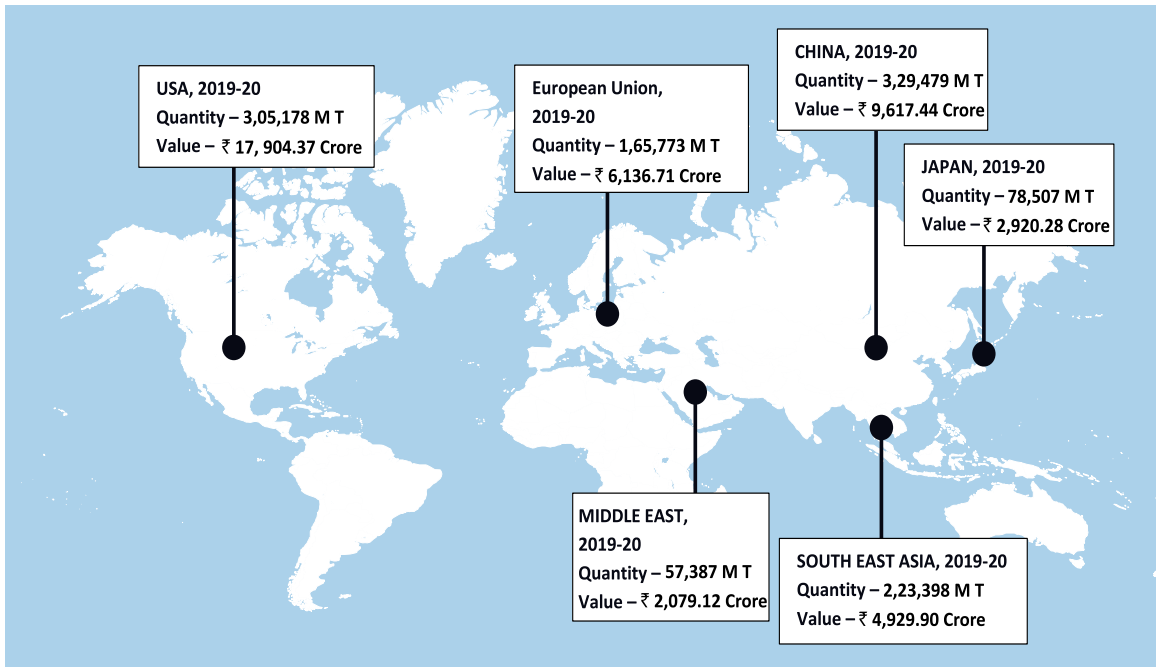 USA, 2019-20
Quantity – 3,05,178 M T
Value – ₹ 17, 904.37 Crore
European Union,
2019-20
Quantity – 1,65,773 M T
Value – ₹ 6,136.71 Crore
CHINA, 2019-20
Quantity – 3,29,479 M T
Value – ₹ 9,617.44 Crore
JAPAN, 2019-20
Quantity – 78,507 M T
Value – ₹ 2,920.28 Crore
MIDDLE EAST,
2019-20
Quantity – 57,387 M T
Value – ₹ 2,079.12 Crore
SOUTH EAST ASIA, 2019-20
Quantity – 2,23,398 M T
Value – ₹ 4,929.90 Crore